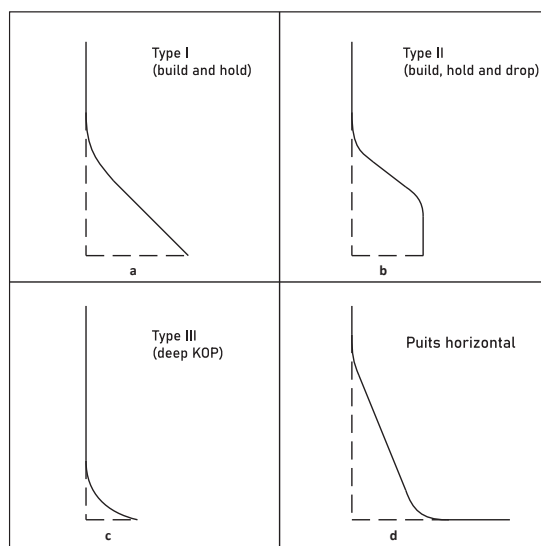 Type I
(build and hold)
a
Type II
(build, hold and drop)
b
Type III
(deep KOP)
c
Puits horizontal
d